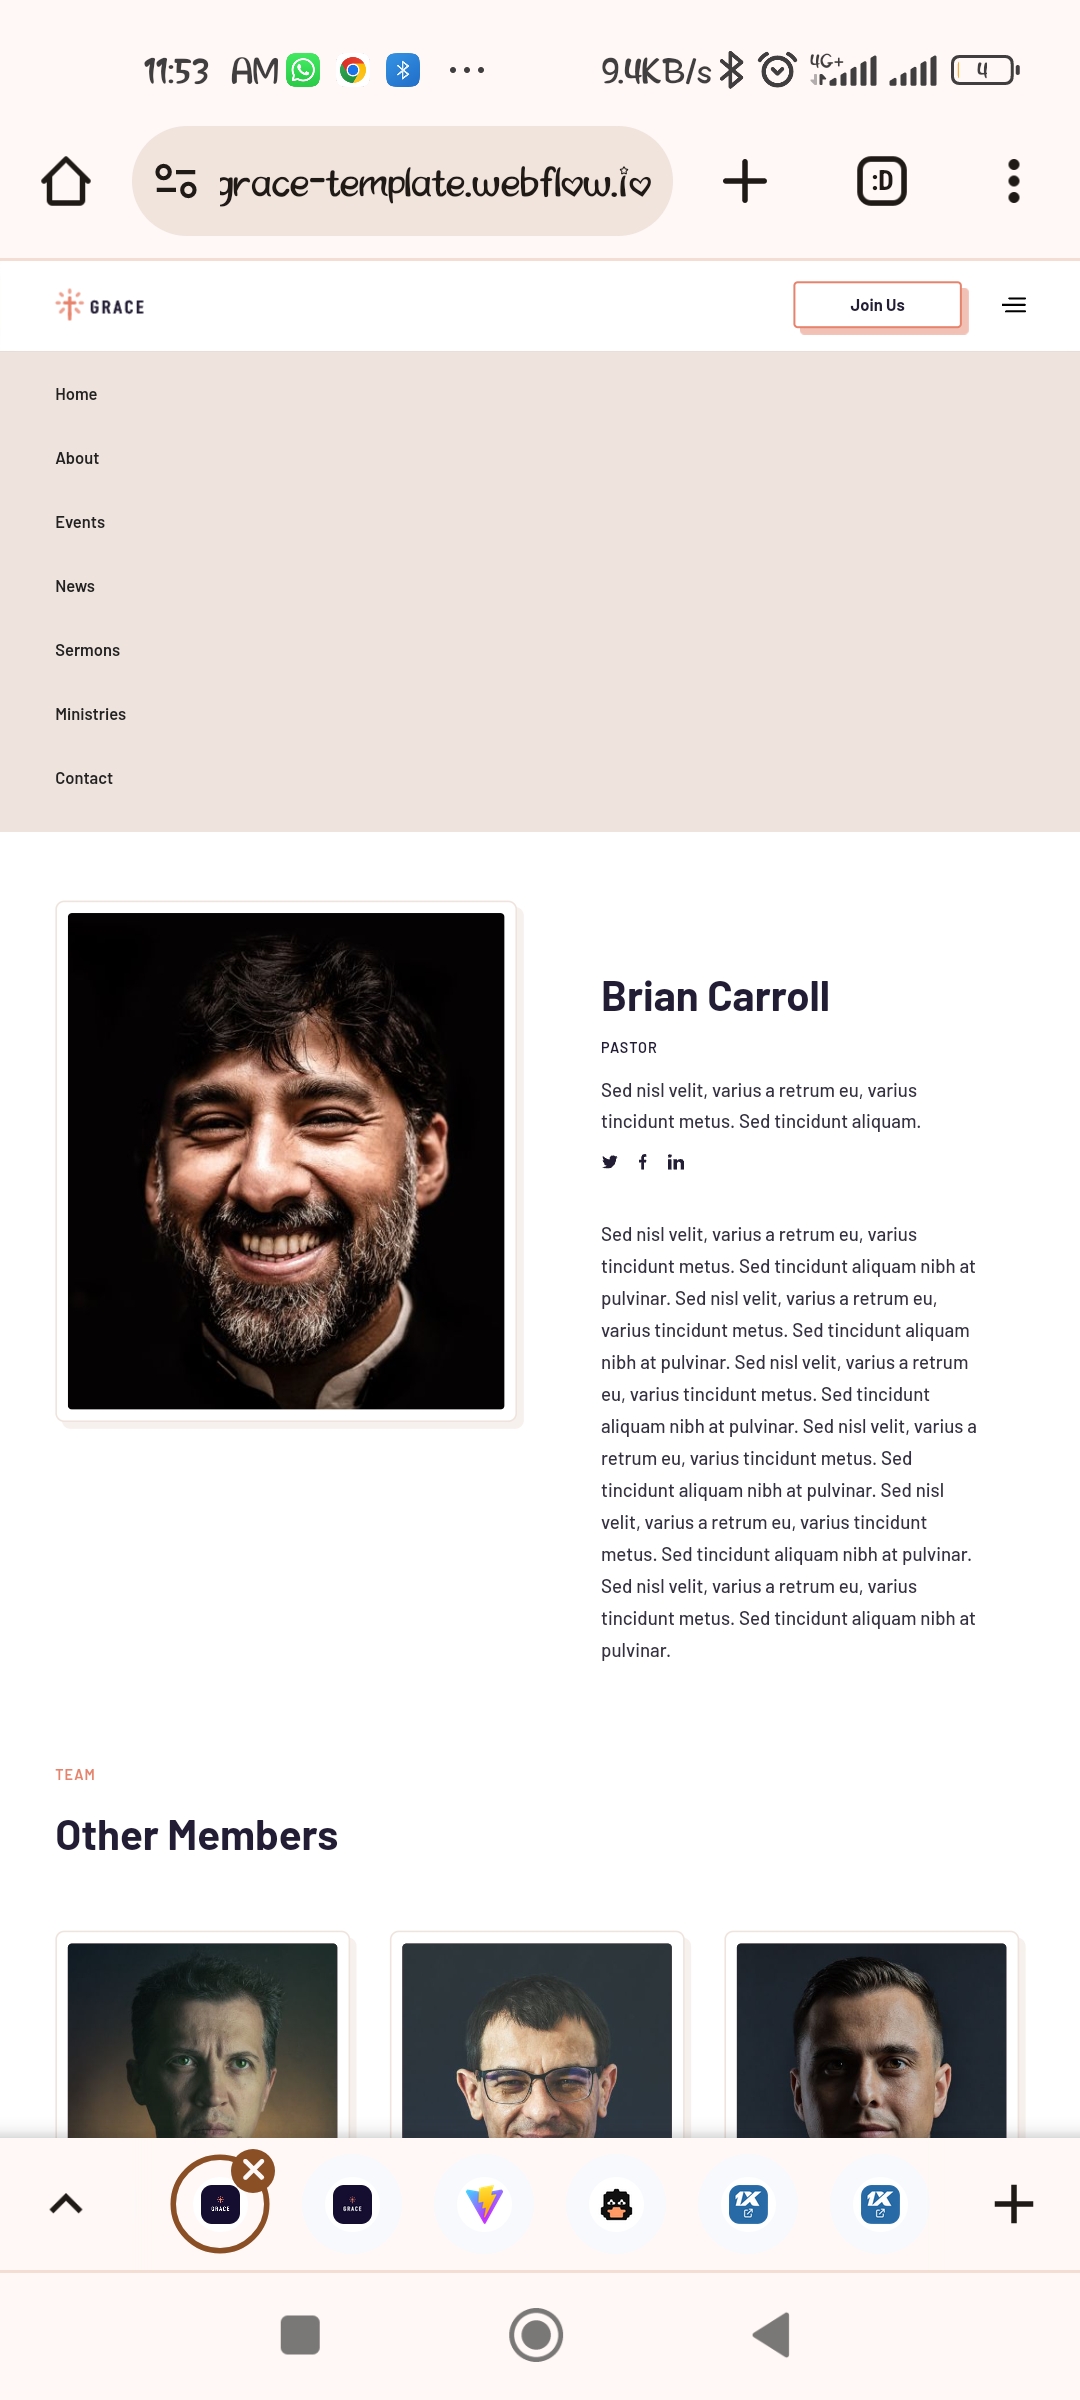 11:53 AM
9.4KB/s
4G+
4
grace-template.webflow.io
:D
GRACE
Join Us
Home
About
Events
News
Sermons
Ministries
Contact
Brian Carroll
PASTOR
Sed nisl velit, varius a retrum eu, varius
tincidunt metus. Sed tincidunt aliquam.
Sed nisl velit, varius a retrum eu, varius
tincidunt metus. Sed tincidunt aliquam nibh at
pulvinar. Sed nisl velit, varius a retrum eu,
varius tincidunt metus. Sed tincidunt aliquam
nibh at pulvinar. Sed nisl velit, varius a retrum
eu, varius tincidunt metus. Sed tincidunt
aliquam nibh at pulvinar. Sed nisl velit, varius a
retrum eu, varius tincidunt metus. Sed
tincidunt aliquam nibh at pulvinar. Sed nisl
velit, varius a retrum eu, varius tincidunt
metus. Sed tincidunt aliquam nibh at pulvinar.
Sed nisl velit, varius a retrum eu, varius
tincidunt metus. Sed tincidunt aliquam nibh at
pulvinar.
TEAM
Other Members
GRACE
GRACE
1X
1X